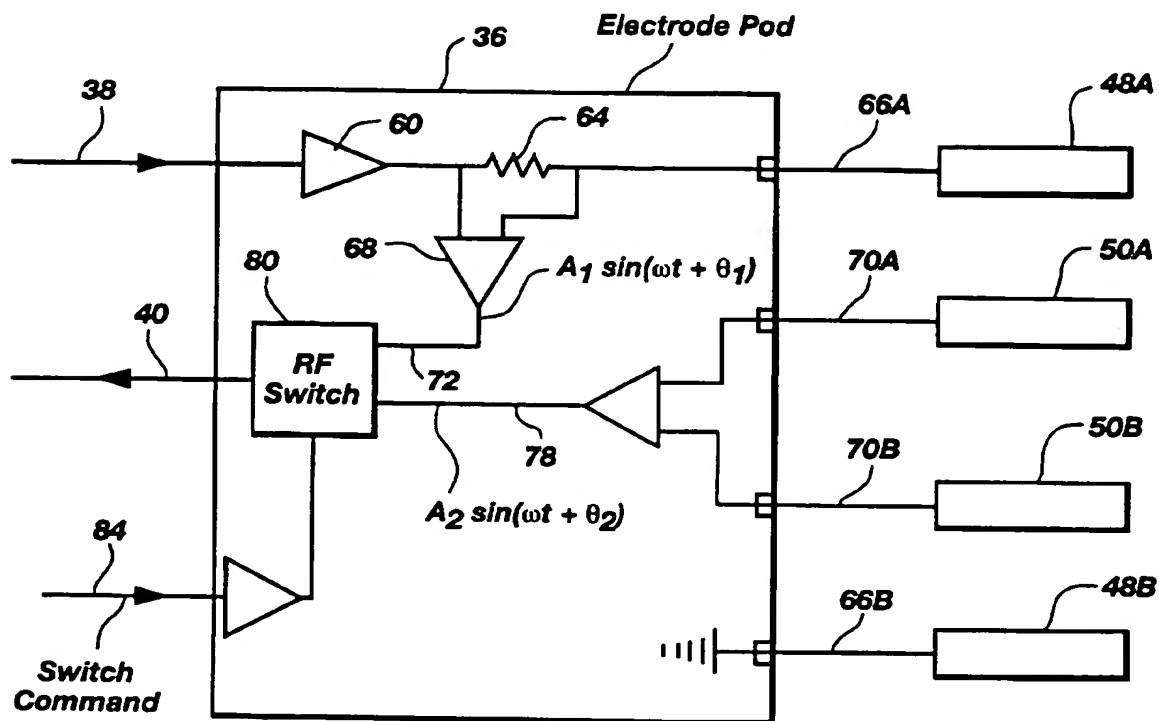 Electrode Pod
36
38
60
64
66A
48A
68
A₁ sin(ωt + θ₁)
70A
50A
80
40
RF
Switch
72
78
70B
50B
A₂ sin(ωt + θ₂)
84
66B
48B
Switch
Command